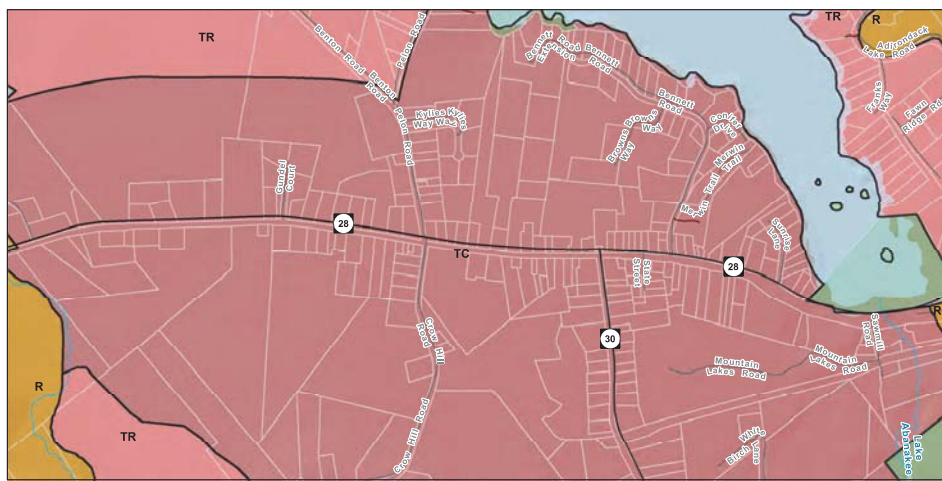 TR
Benton Road
Benton Road
Pelon Road
Pelon Road
Kylies Way
Kylies Way
Gundel
Court
28
TC
Bennett Road
Extension
Bennett
Road
Bennett
Road
Browns
Way
Browns
Way
Conifer
Drive
Merwin
Trail
Merwin Trail
Sundae
Lane
28
State
Street
30
Crow Hill
Road
Crow Hill Road
Mountain
Lakes Road
Mountain
Lakes Road
Sawmill
Road
White
Birch Lane
Lake
Abanakee
R
TR
TR
R
Adirondack
Lake Road
Franks
Way
Fawn
Ridge
R